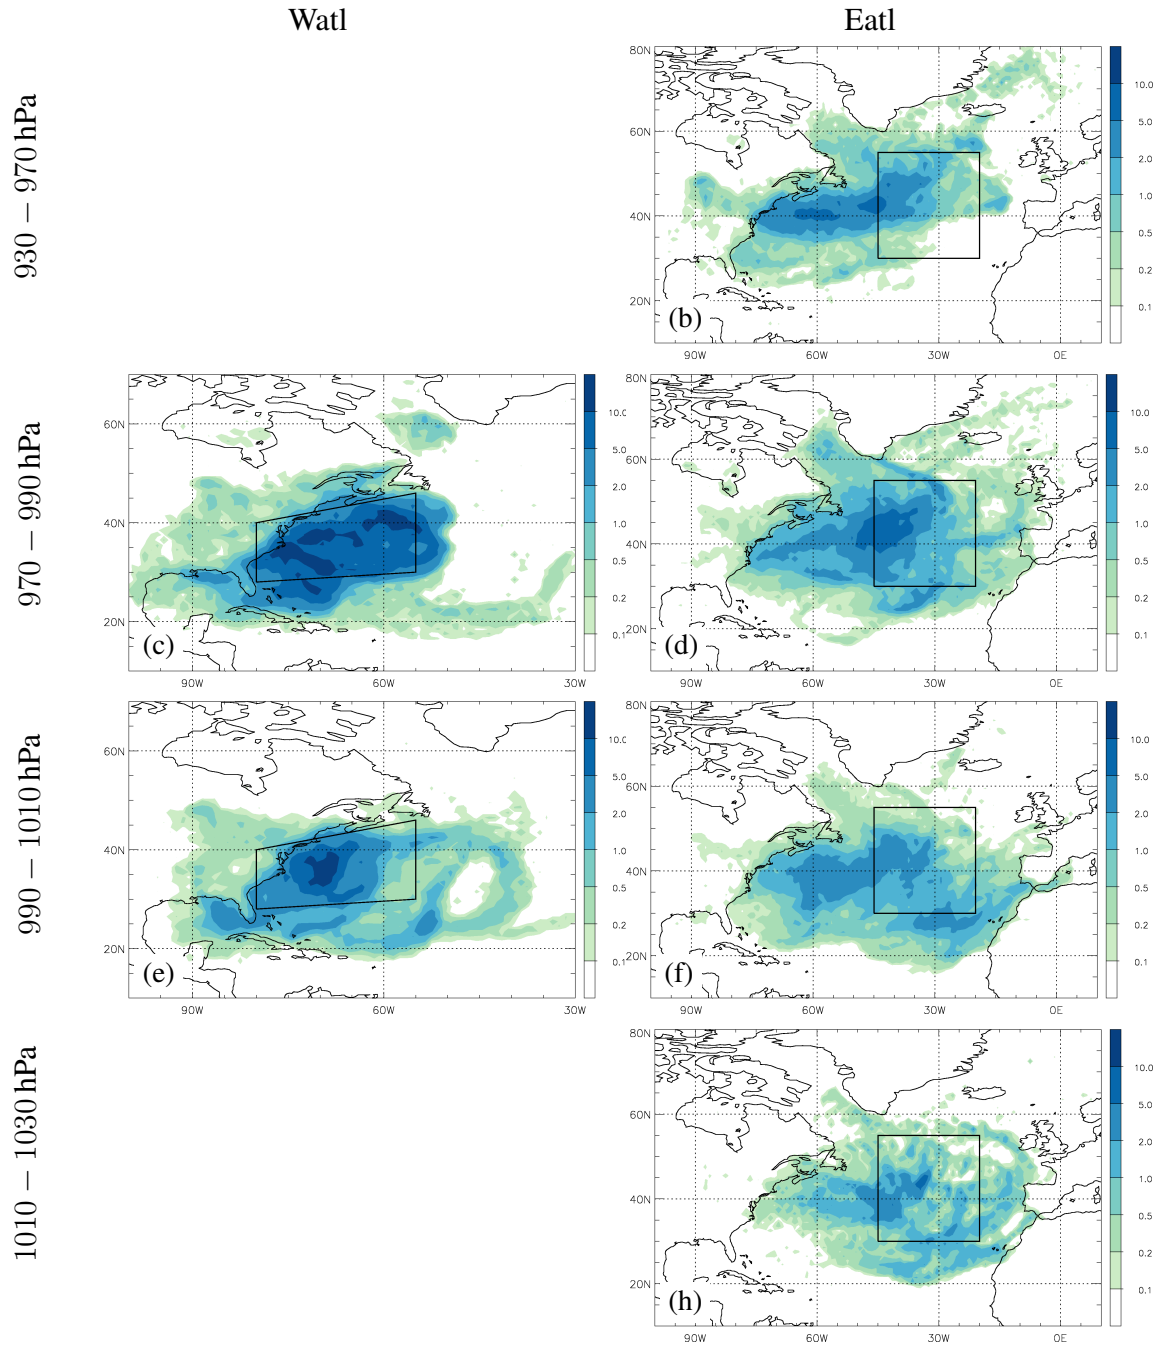 Watl Eatl
930 – 970 hPa
80N
60N
40N
20N
90W 60W 30W 0E
10.0
5.0
2.0
1.0
0.5
0.2
0.1
(b)
970 – 990 hPa
60N
40N
20N
90W 60W 30W
10.0
5.0
2.0
1.0
0.5
0.2
0.1
(c)
80N
60N
40N
20N
90W 60W 30W 0E
10.0
5.0
2.0
1.0
0.5
0.2
0.1
(d)
990 – 1010 hPa
60N
40N
20N
90W 60W 30W
10.0
5.0
2.0
1.0
0.5
0.2
0.1
(e)
80N
60N
40N
20N
90W 60W 30W 0E
10.0
5.0
2.0
1.0
0.5
0.2
0.1
(f)
1010 – 1030 hPa
80N
60N
40N
20N
90W 60W 30W 0E
10.0
5.0
2.0
1.0
0.5
0.2
0.1
(h)